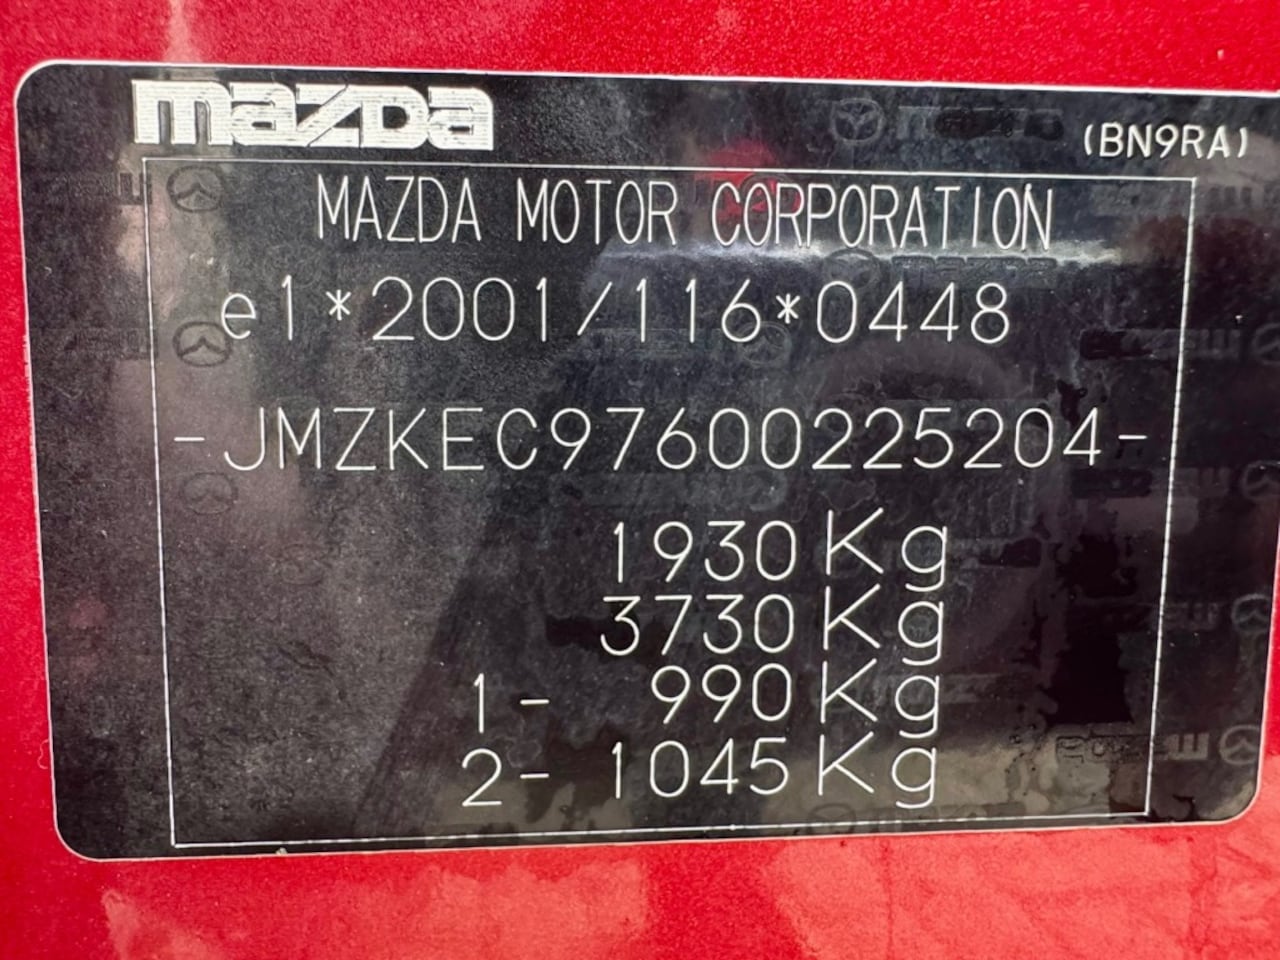 mazda
(BN9RA)
MAZDA MOTOR CORPORATION
e1*2001/116*0448
-JMZKEC97600225204-
1930Kg
3730Kg
1- 990Kg
2- 1045Kg